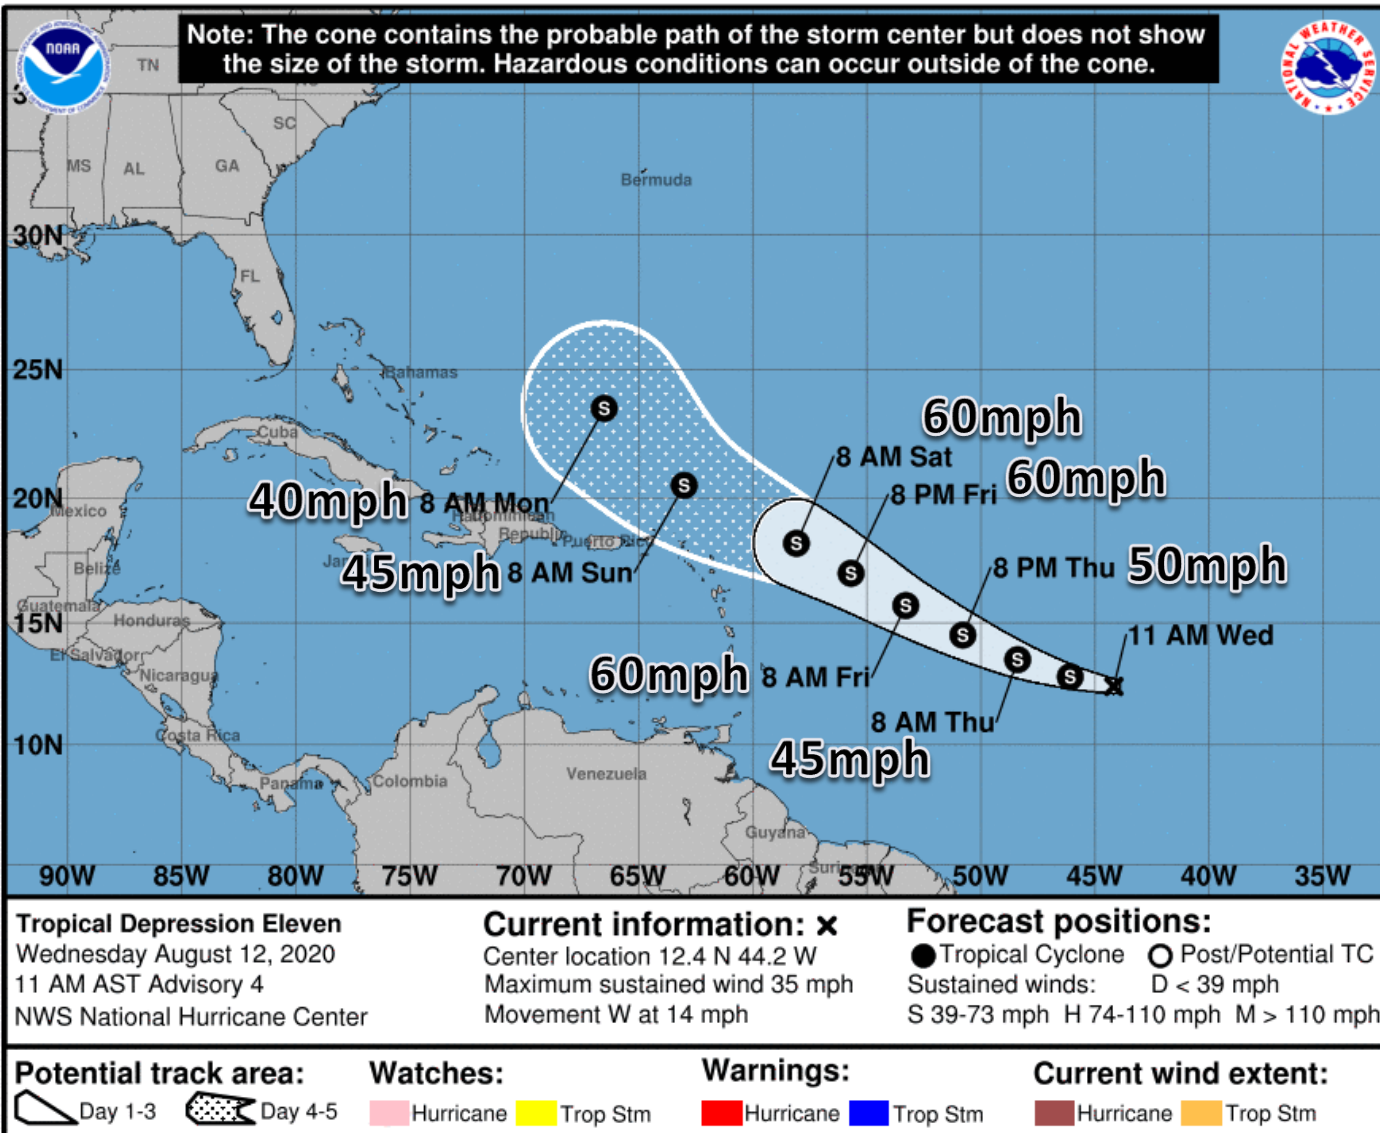 Note: The cone contains the probable path of the storm center but does not show
the size of the storm. Hazardous conditions can occur outside of the cone.
NOAA
NATIONAL WEATHER SERVICE
TN
SC
MS
AL
GA
Bermuda
30N
FL
25N
Bahamas
60mph
Cuba
8 AM Sat
60mph
8 PM Fri
40mph
8 AM Mon
20N
Mexico
Dominican
Republic
Puerto Rico
45mph
8 AM Sun
8 PM Thu
50mph
Belize
Guatemala
Honduras
15N
11 AM Wed
El Salvador
Nicaragua
60mph
8 AM Fri
8 AM Thu
10N
Costa Rica
45mph
Panama
Colombia
Venezuela
Guyana
90W 85W 80W 75W 70W 65W 60W 55W 50W 45W 40W 35W
Tropical Depression Eleven
Wednesday August 12, 2020
11 AM AST Advisory 4
NWS National Hurricane Center
Current information: x
Center location 12.4 N 44.2 W
Maximum sustained wind 35 mph
Movement W at 14 mph
Forecast positions:
Tropical Cyclone Post/Potential TC
Sustained winds: D < 39 mph
S 39-73 mph H 74-110 mph M > 110 mph
Potential track area:
Day 1-3 Day 4-5
Watches:
Hurricane Trop Stm
Warnings:
Hurricane Trop Stm
Current wind extent:
Hurricane Trop Stm